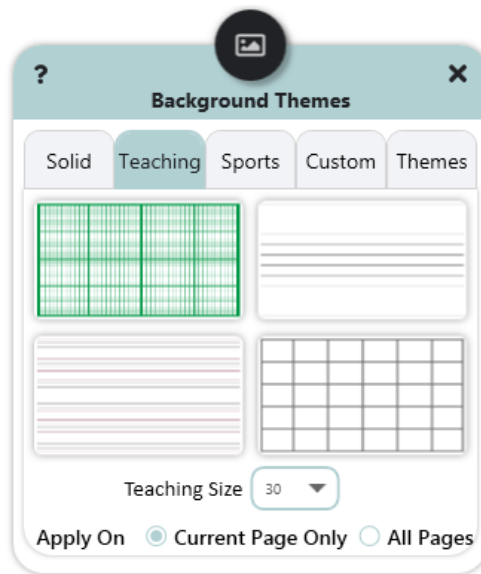 ?
Background Themes
Solid Teaching Sports Custom Themes
Teaching Size 30
Apply On Current Page Only All Pages